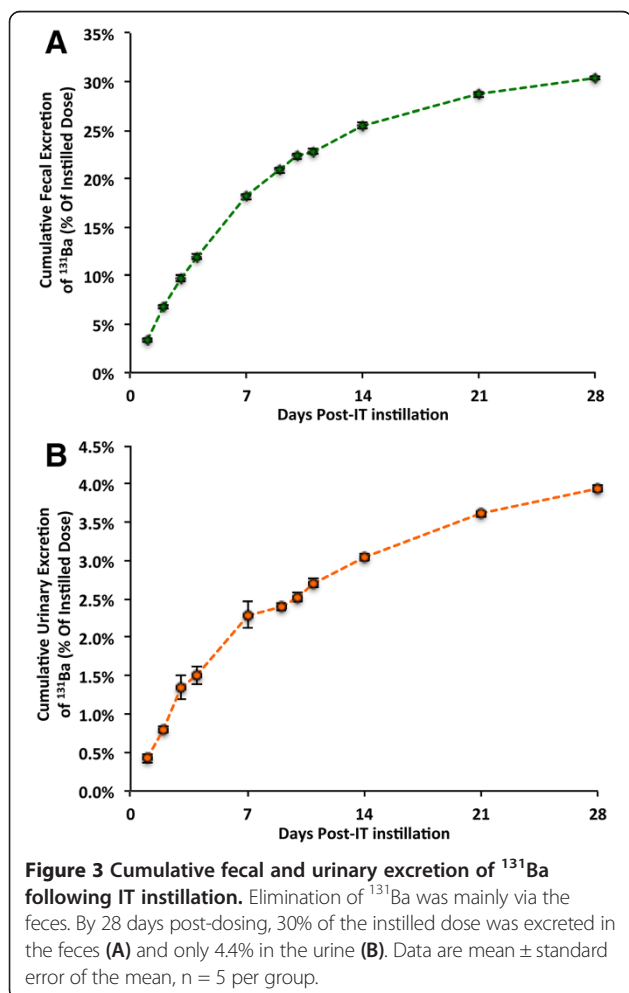 A
35%
30%
25%
20%
15%
10%
5%
0%
Cumulative Fecal Excretion
of ¹³¹Ba (% Of Instilled Dose)
0 7 14 21 28
Days Post-IT instillation
B
4.5%
4.0%
3.5%
3.0%
2.5%
2.0%
1.5%
1.0%
0.5%
0.0%
Cumulative Urinary Excretion
of ¹³¹Ba (% Of Instilled Dose)
0 7 14 21 28
Days Post-IT instillation
Figure 3 Cumulative fecal and urinary excretion of ¹³¹Ba
following IT instillation. Elimination of ¹³¹Ba was mainly via the
feces. By 28 days post-dosing, 30% of the instilled dose was excreted in
the feces (A) and only 4.4% in the urine (B). Data are mean ± standard
error of the mean, n = 5 per group.